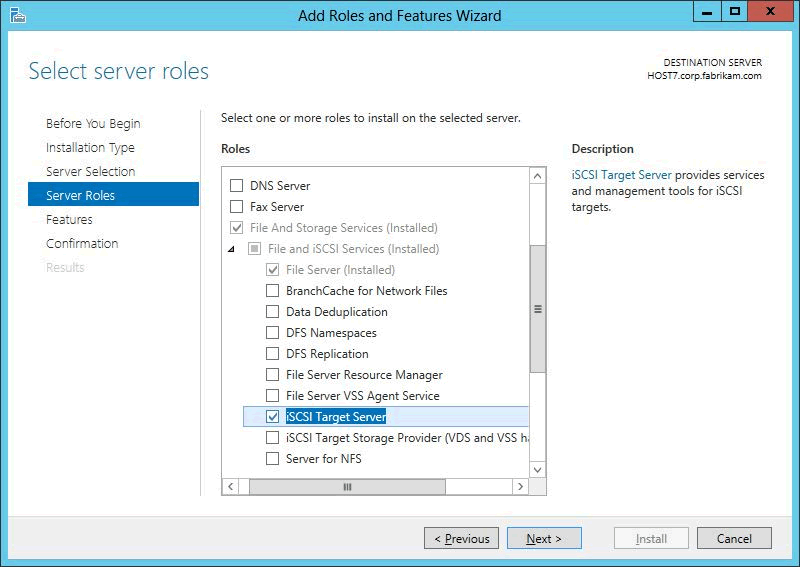 Add Roles and Features Wizard
Select server roles
DESTINATION SERVER
HOST7.corp.fabrikam.com
Before You Begin
Installation Type
Server Selection
Server Roles
Features
Confirmation
Results
Select one or more roles to install on the selected server.
Roles
DNS Server
Fax Server
File And Storage Services (Installed)
File and iSCSI Services (Installed)
File Server (Installed)
BranchCache for Network Files
Data Deduplication
DFS Namespaces
DFS Replication
File Server Resource Manager
File Server VSS Agent Service
iSCSI Target Server
iSCSI Target Storage Provider (VDS and VSS ha
Server for NFS
Description
iSCSI Target Server provides services
and management tools for iSCSI
targets.
< Previous
Next >
Install
Cancel